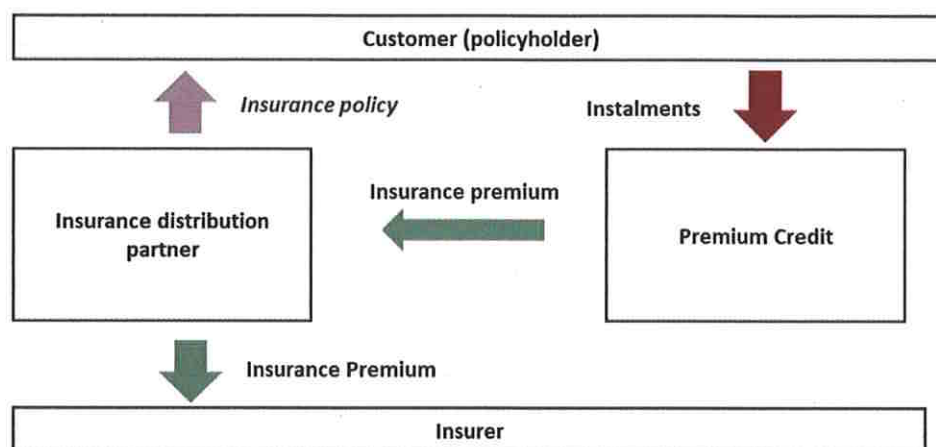 Customer (policyholder)
Insurance policy
Instalments
Insurance distribution
partner
Insurance premium
Premium Credit
Insurance Premium
Insurer